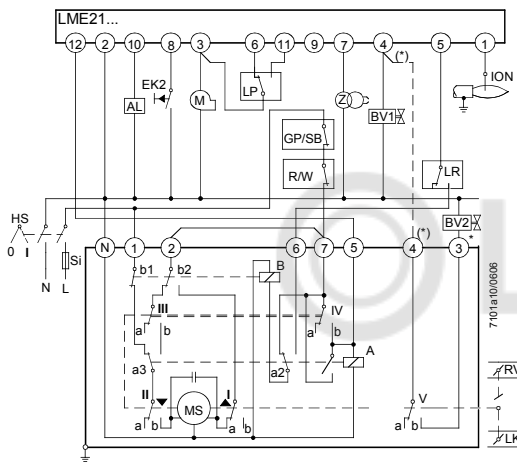 LME21...
12 2 10 8 3 6 11 9 7 4 5 1
(*)
ION
EK2
LP
AL
M
Z
BV1
GP/SB
R/W
LR
HS
0 I
Si
N L
BV2
(*)
*
N 1 2 6 7 5 4 3
b1 b2 B
III
a b
IV
a b
A
a3
a2
II
I
V
a b
MS
a b
a b
RV
LK
7101a10/0606